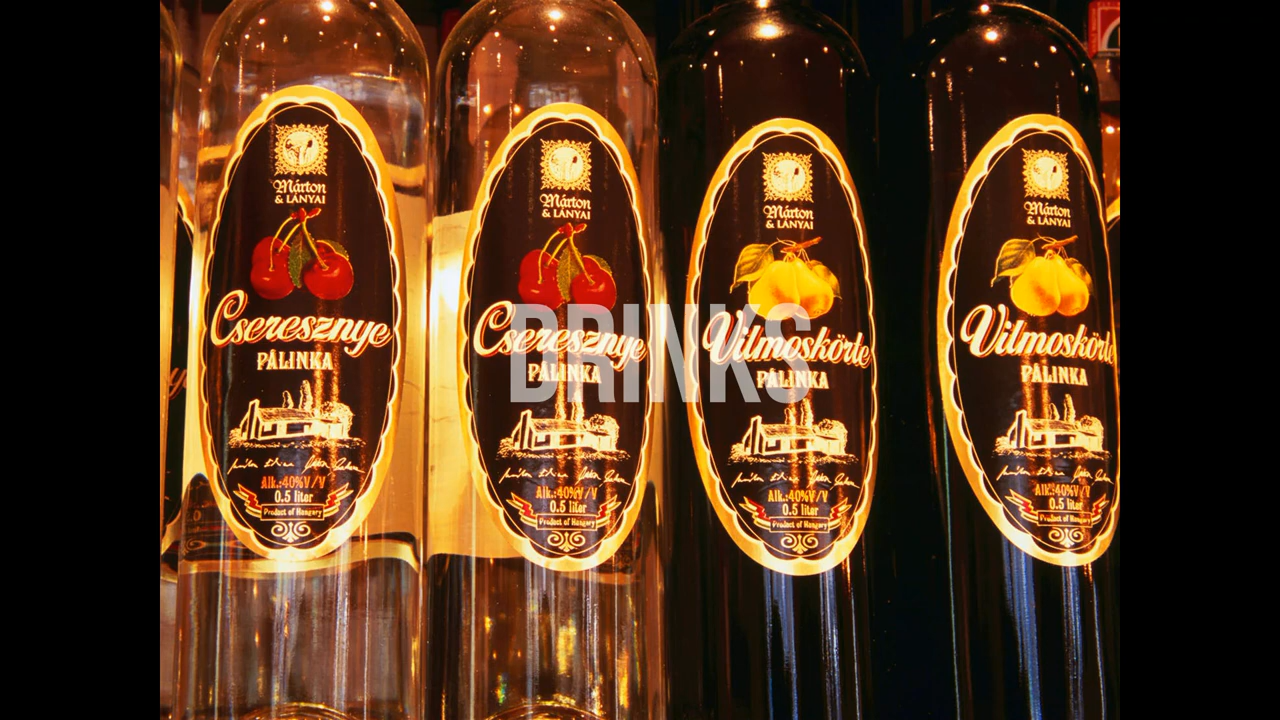 Márton
& LÁNYAI
Cseresznye
PÁLINKA
Alk.:40%V/V
0.5 liter
Product of Hungary
Márton
& LÁNYAI
Cseresznye
PÁLINKA
Alk.:40%V/V
0.5 liter
Product of Hungary
Márton
& LÁNYAI
Vilmoskörte
PÁLINKA
Alk.:40%V/V
0.5 liter
Product of Hungary
Márton
& LÁNYAI
Vilmoskörte
PÁLINKA
Alk.:40%V/V
0.5 liter
Product of Hungary
DRINKS